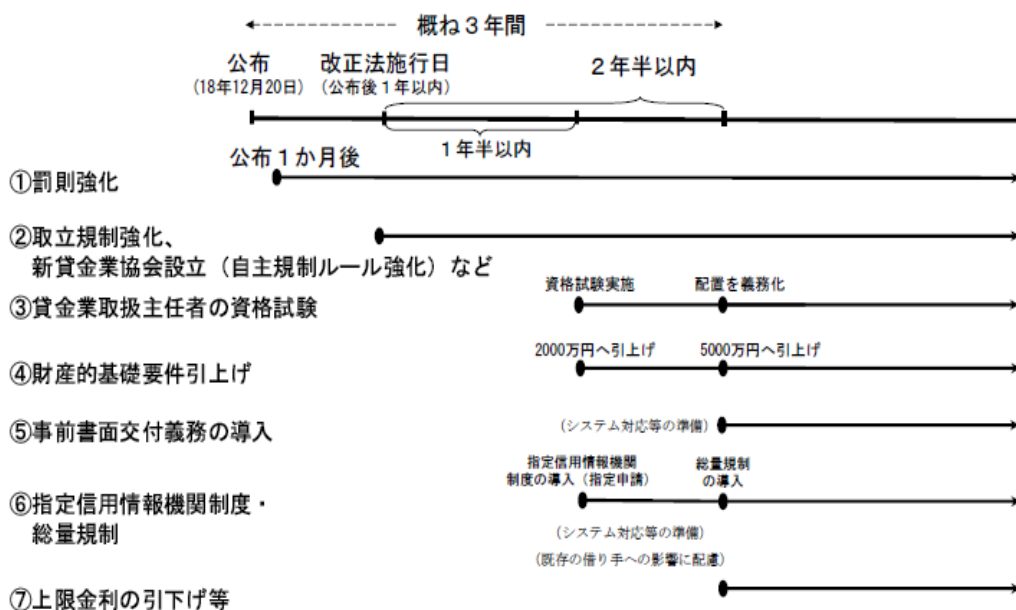 概ね３年間
公布
(18年12月20日)
改正法施行日
(公布後１年以内)
２年半以内
１年半以内
公布１か月後
①罰則強化
②取立規制強化、
新貸金業協会設立（自主規制ルール強化）など
資格試験実施
配置を義務化
③貸金業取扱主任者の資格試験
2000万円へ引上げ
5000万円へ引上げ
④財産的基礎要件引上げ
(システム対応等の準備)
⑤事前書面交付義務の導入
指定信用情報機関
制度の導入（指定申請）
総量規制
の導入
⑥指定信用情報機関制度・
総量規制
(システム対応等の準備)
(既存の借り手への影響に配慮)
⑦上限金利の引下げ等